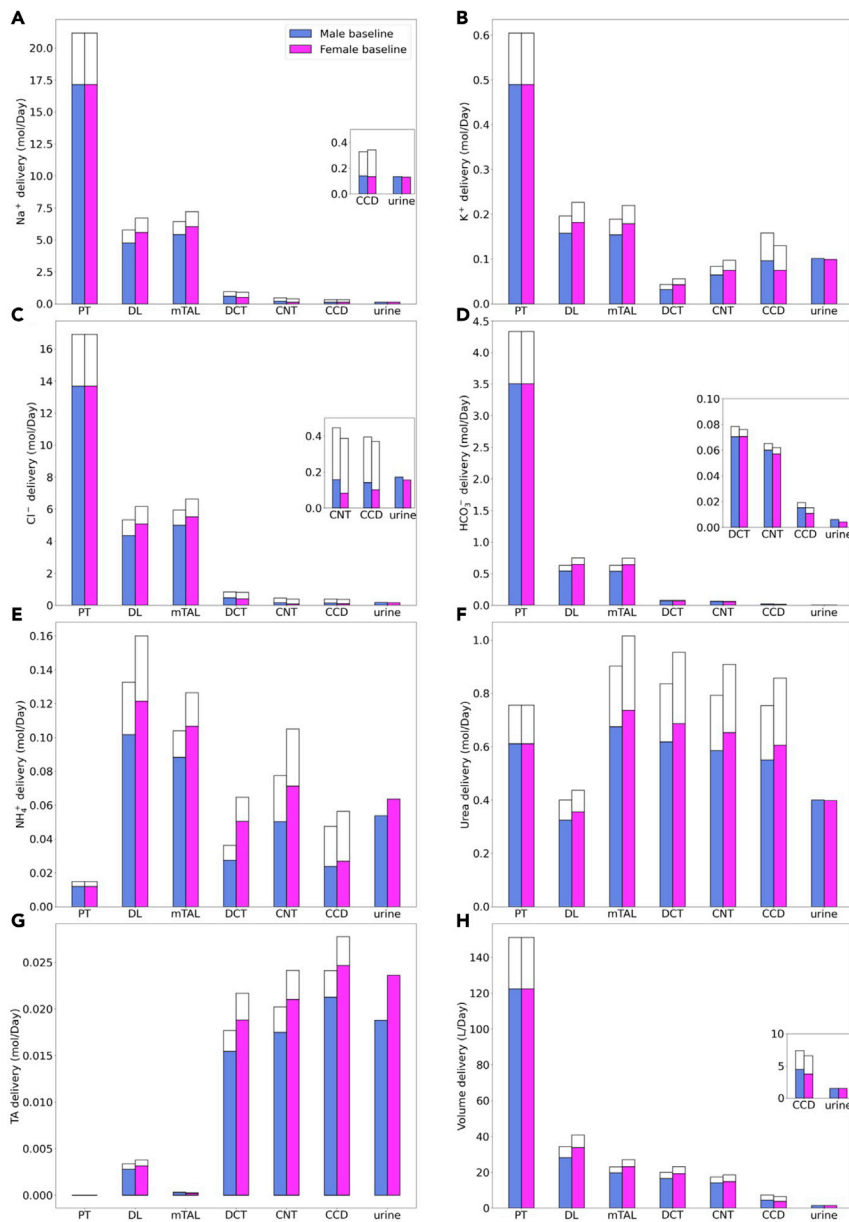 A
Na⁺ delivery (mol/Day)
20.0
17.5
15.0
12.5
10.0
7.5
5.0
2.5
0.0
Male baseline
Female baseline
0.4
0.2
0.0
CCD urine
PT DL mTAL DCT CNT CCD urine
B
K⁺ delivery (mol/Day)
0.6
0.5
0.4
0.3
0.2
0.1
0.0
PT DL mTAL DCT CNT CCD urine
C
Cl⁻ delivery (mol/Day)
16
14
12
10
8
6
4
2
0
0.4
0.2
0.0
CNT CCD urine
PT DL mTAL DCT CNT CCD urine
D
HCO₃⁻ delivery (mol/Day)
4.5
4.0
3.5
3.0
2.5
2.0
1.5
1.0
0.5
0.0
0.10
0.08
0.06
0.04
0.02
0.00
DCT CNT CCD urine
PT DL mTAL DCT CNT CCD urine
E
NH₄⁺ delivery (mol/Day)
0.16
0.14
0.12
0.10
0.08
0.06
0.04
0.02
0.00
PT DL mTAL DCT CNT CCD urine
F
Urea delivery (mol/Day)
1.0
0.8
0.6
0.4
0.2
0.0
PT DL mTAL DCT CNT CCD urine
G
TA delivery (mol/Day)
0.025
0.020
0.015
0.010
0.005
0.000
PT DL mTAL DCT CNT CCD urine
H
Volume delivery (L/Day)
140
120
100
80
60
40
20
0
10
5
0
CCD urine
PT DL mTAL DCT CNT CCD urine